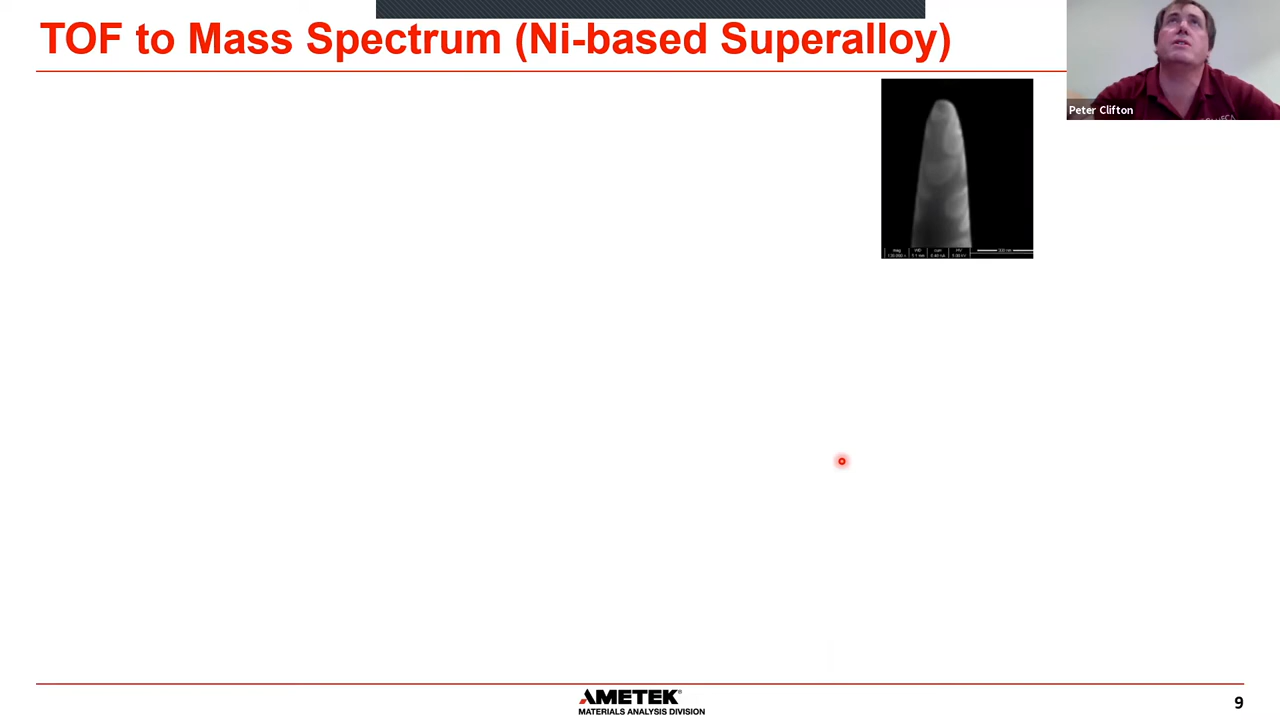 TOF to Mass Spectrum (Ni-based Superalloy)
Peter Clifton
AMETEK®
MATERIALS ANALYSIS DIVISION
9